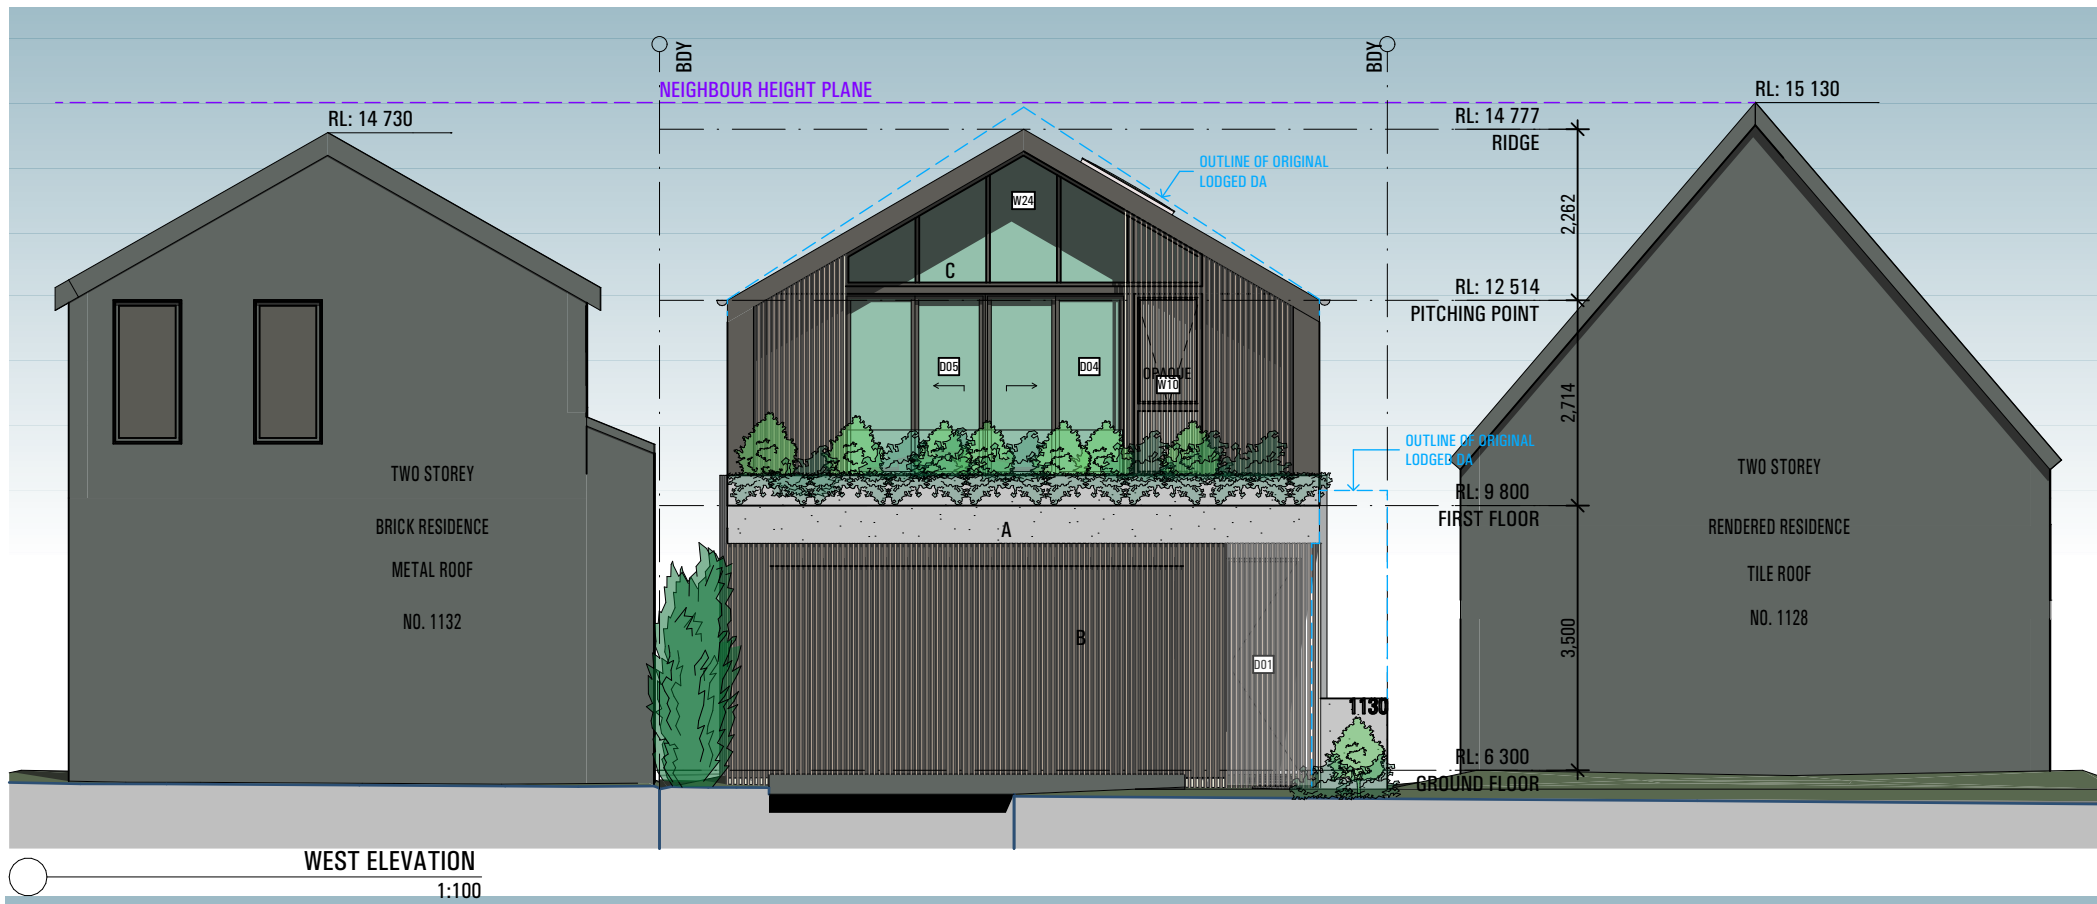 BDY
BDY
NEIGHBOUR HEIGHT PLANE
RL: 15 130
RL: 14 730
RL: 14 777
RIDGE
OUTLINE OF ORIGINAL
LODGED DA
W24
2,262
C
RL: 12 514
PITCHING POINT
D05
D04
OPAQUE
W10
2,714
OUTLINE OF ORIGINAL
LODGED DA
TWO STOREY
BRICK RESIDENCE
METAL ROOF
NO. 1132
TWO STOREY
RENDERED RESIDENCE
TILE ROOF
NO. 1128
RL: 9 800
FIRST FLOOR
A
B
3,500
D01
1130
RL: 6 300
GROUND FLOOR
WEST ELEVATION
1:100